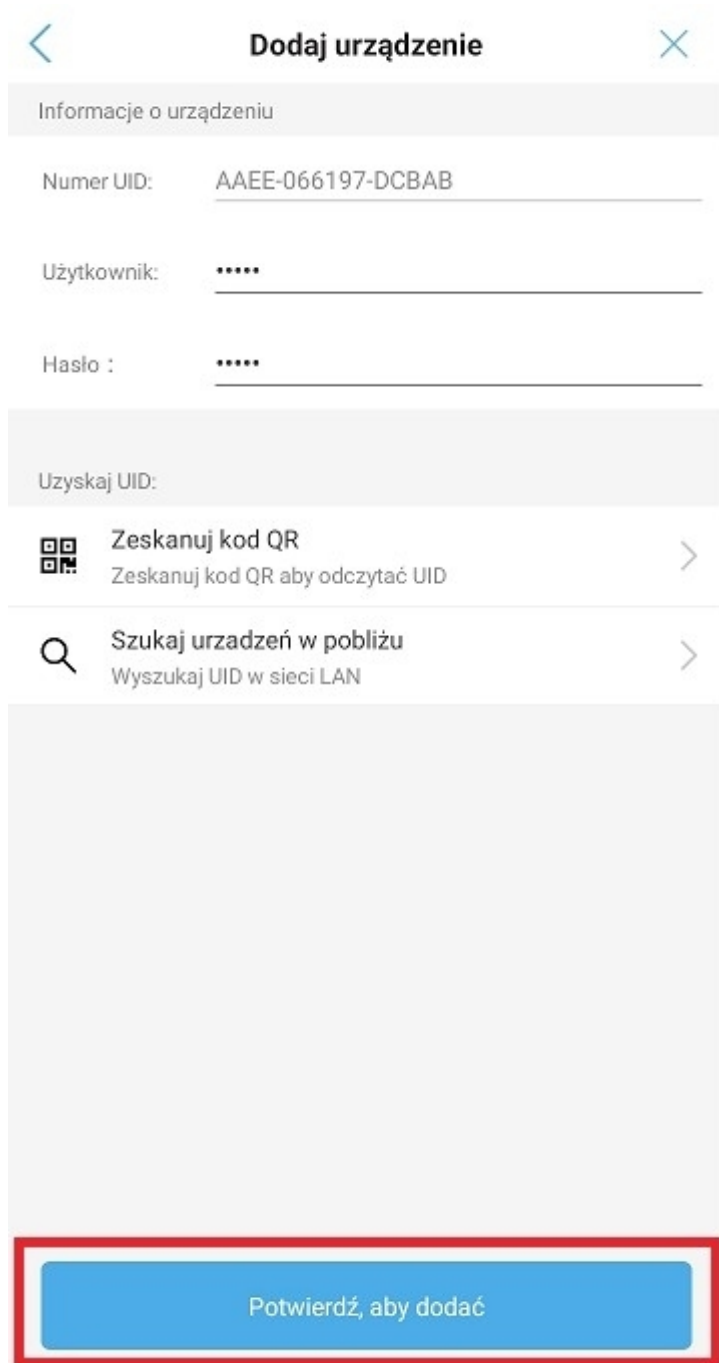 Dodaj urządzenie
Informacje o urządzeniu
Numer UID: AAEE-066197-DCBAB
Użytkownik: •••••
Hasło : •••••
Uzyskaj UID:
Zeskanuj kod QR
Zeskanuj kod QR aby odczytać UID
Szukaj urzadzeń w pobliżu
Wyszukaj UID w sieci LAN
Potwierdź, aby dodać